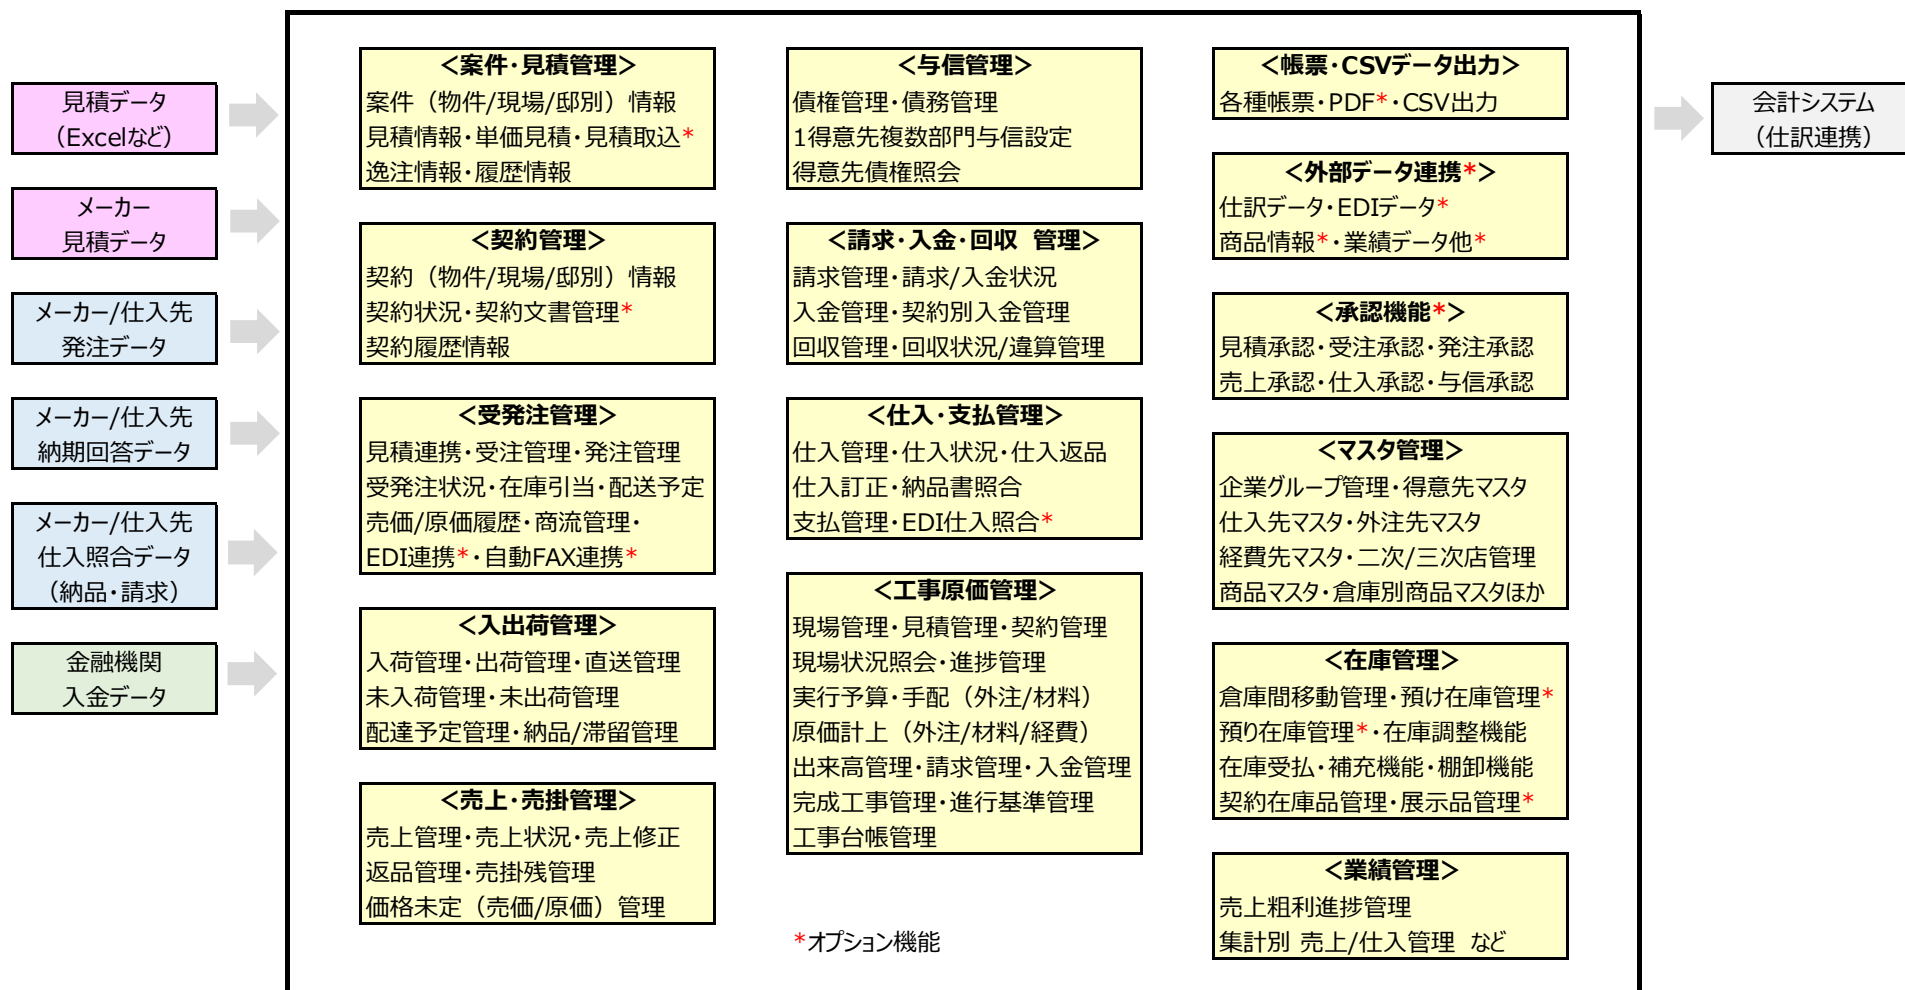 見積データ
（Excelなど）
メーカー
見積データ
メーカー/仕入先
発注データ
メーカー/仕入先
納期回答データ
メーカー/仕入先
仕入照合データ
（納品・請求）
金融機関
入金データ
＜案件・見積管理＞
案件（物件/現場/邸別）情報
見積情報・単価見積・見積取込*
逸注情報・履歴情報
＜契約管理＞
契約（物件/現場/邸別）情報
契約状況・契約文書管理*
契約履歴情報
＜受発注管理＞
見積連携・受注管理・発注管理
受発注状況・在庫引当・配送予定
売価/原価履歴・商流管理・
EDI連携*・自動FAX連携*
＜入出荷管理＞
入荷管理・出荷管理・直送管理
未入荷管理・未出荷管理
配達予定管理・納品/滞留管理
＜売上・売掛管理＞
売上管理・売上状況・売上修正
返品管理・売掛残管理
価格未定（売価/原価）管理
＜与信管理＞
債権管理・債務管理
1得意先複数部門与信設定
得意先債権照会
＜請求・入金・回収 管理＞
請求管理・請求/入金状況
入金管理・契約別入金管理
回収管理・回収状況/違算管理
＜仕入・支払管理＞
仕入管理・仕入状況・仕入返品
仕入訂正・納品書照合
支払管理・EDI仕入照合*
＜工事原価管理＞
現場管理・見積管理・契約管理
現場状況照会・進捗管理
実行予算・手配（外注/材料）
原価計上（外注/材料/経費）
出来高管理・請求管理・入金管理
完成工事管理・進行基準管理
工事台帳管理
*オプション機能
＜帳票・CSVデータ出力＞
各種帳票・PDF*・CSV出力
＜外部データ連携*＞
仕訳データ・EDIデータ*
商品情報*・業績データ他*
＜承認機能*＞
見積承認・受注承認・発注承認
売上承認・仕入承認・与信承認
＜マスタ管理＞
企業グループ管理・得意先マスタ
仕入先マスタ・外注先マスタ
経費先マスタ・二次/三次店管理
商品マスタ・倉庫別商品マスタほか
＜在庫管理＞
倉庫間移動管理・預け在庫管理*
預り在庫管理*・在庫調整機能
在庫受払・補充機能・棚卸機能
契約在庫品管理・展示品管理*
＜業績管理＞
売上粗利進捗管理
集計別 売上/仕入管理 など
会計システム
（仕訳連携）